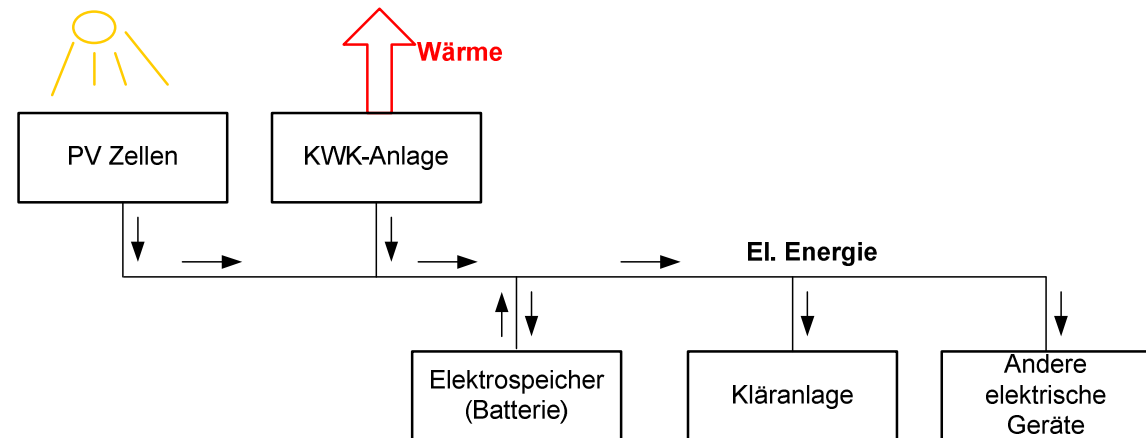 Wärme
PV Zellen
KWK-Anlage
El. Energie
Elektrospeicher
(Batterie)
Kläranlage
Andere
elektrische
Geräte